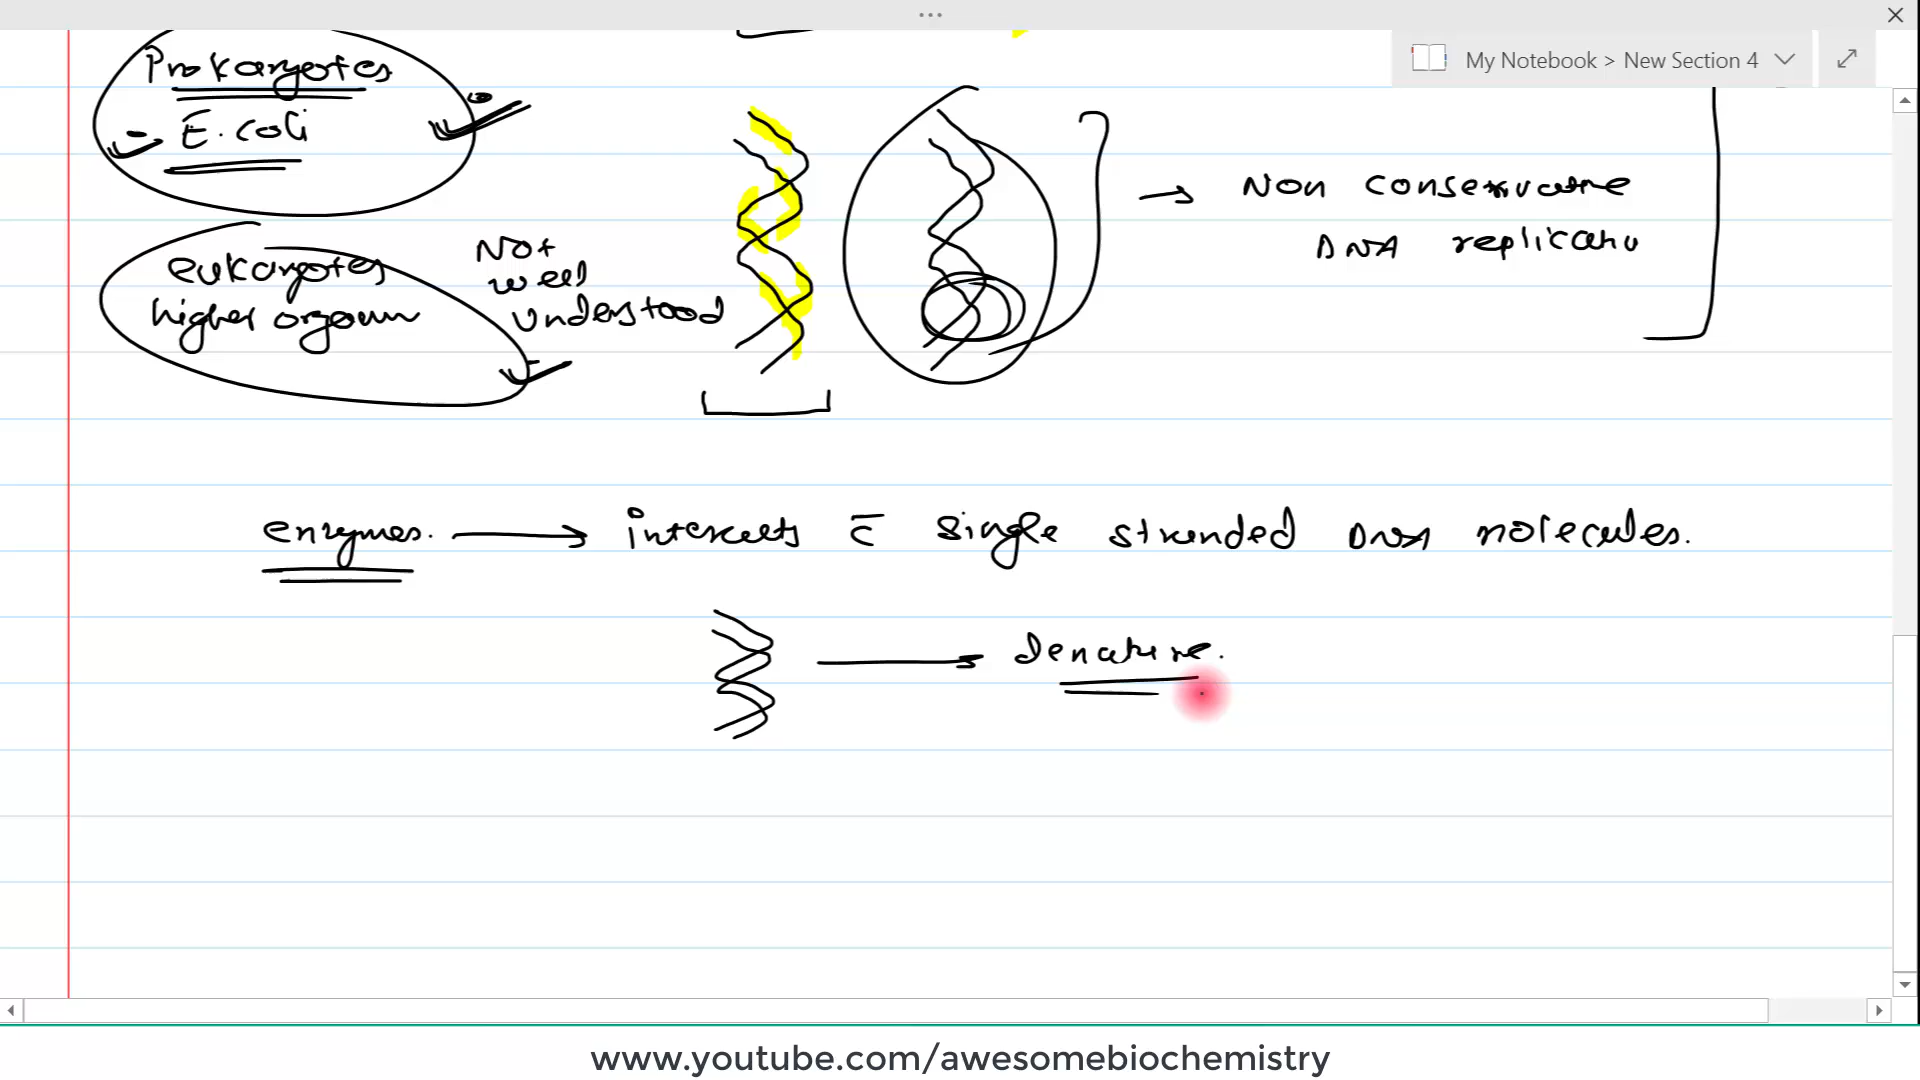 My Notebook > New Section 4
Prokaryotes
E. coli
eukaryotes
higher organism
Not
well
understood
→ Non conservative
DNA replication
enzymes. → interacts c̄ single stranded DNA molecules.
→ Denature.
www.youtube.com/awesomebiochemistry